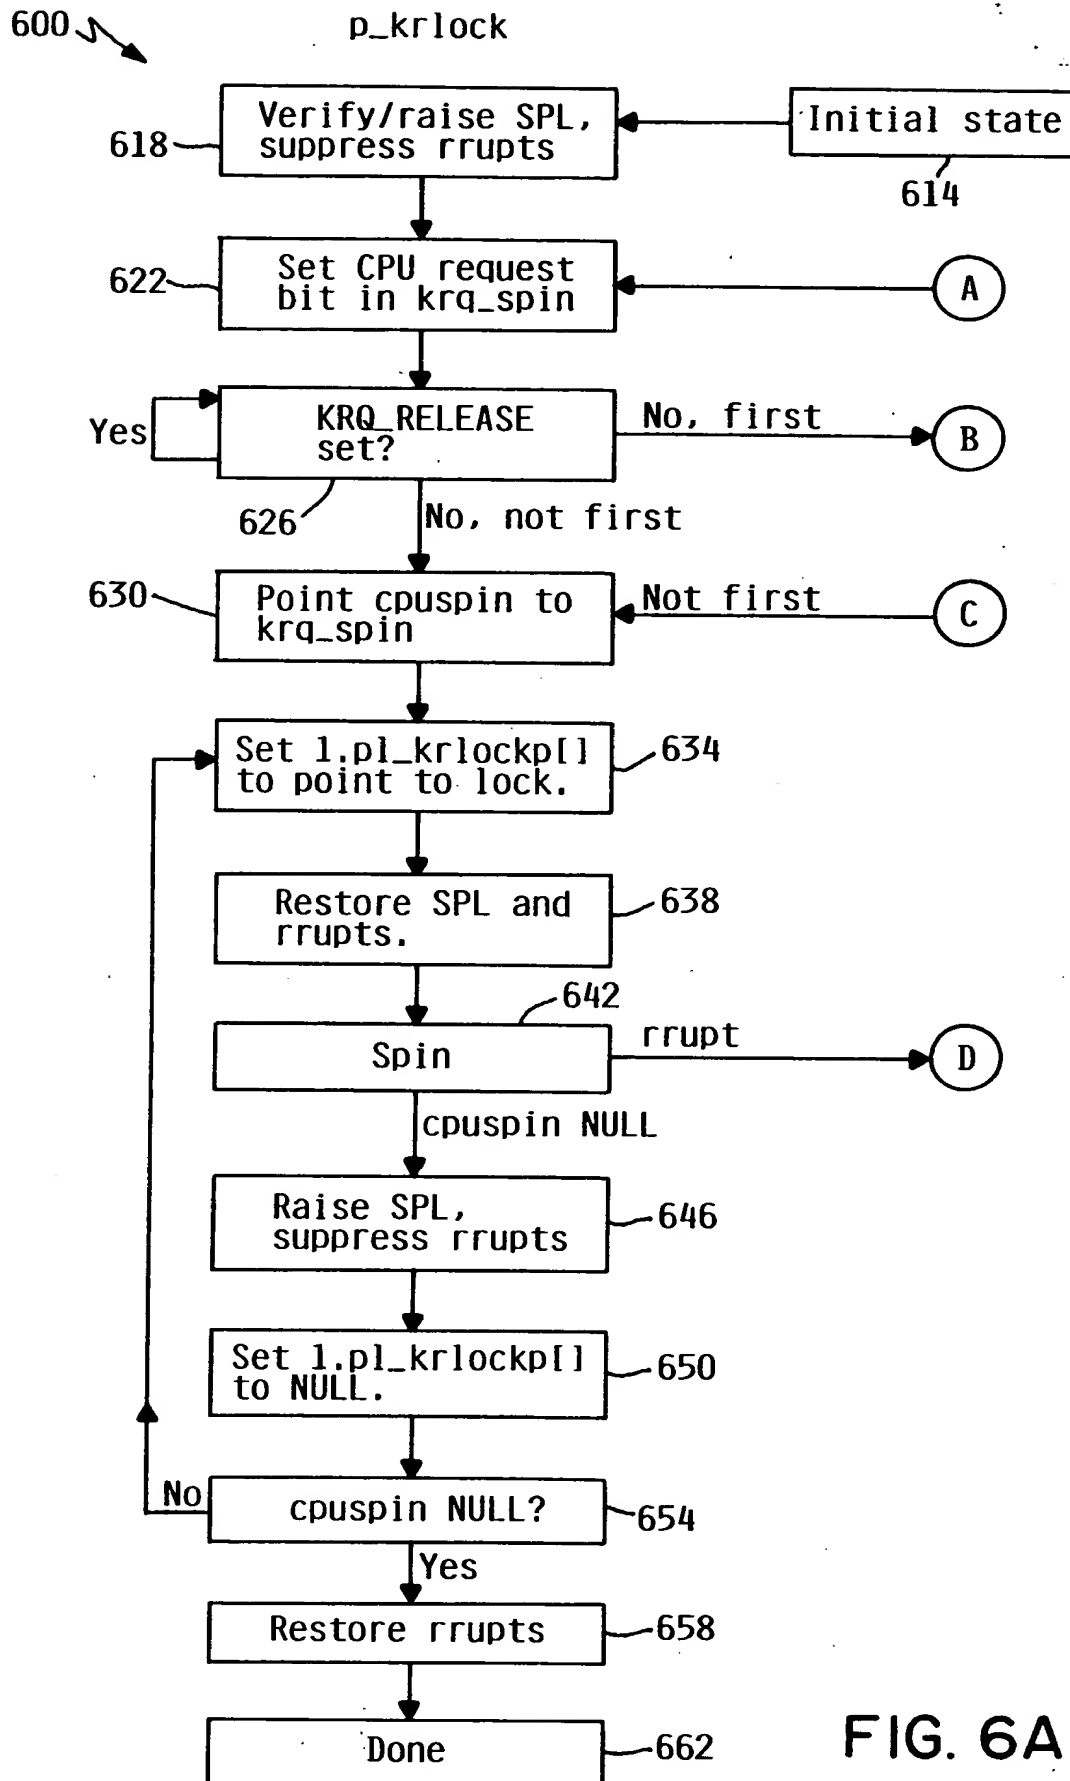 600
p_krlock
Verify/raise SPL,
suppress rrupts
618
Initial state
614
Set CPU request
bit in krq_spin
622
A
KRQ_RELEASE
set?
Yes
626
No, first
B
No, not first
Point cpuspin to
krq_spin
630
Not first
C
Set l.pl_krlockp[]
to point to lock.
634
Restore SPL and
rrupts.
638
642
Spin
rrupt
D
cpuspin NULL
Raise SPL,
suppress rrupts
646
Set l.pl_krlockp[]
to NULL.
650
No
cpuspin NULL?
654
Yes
Restore rrupts
658
Done
662
FIG. 6A